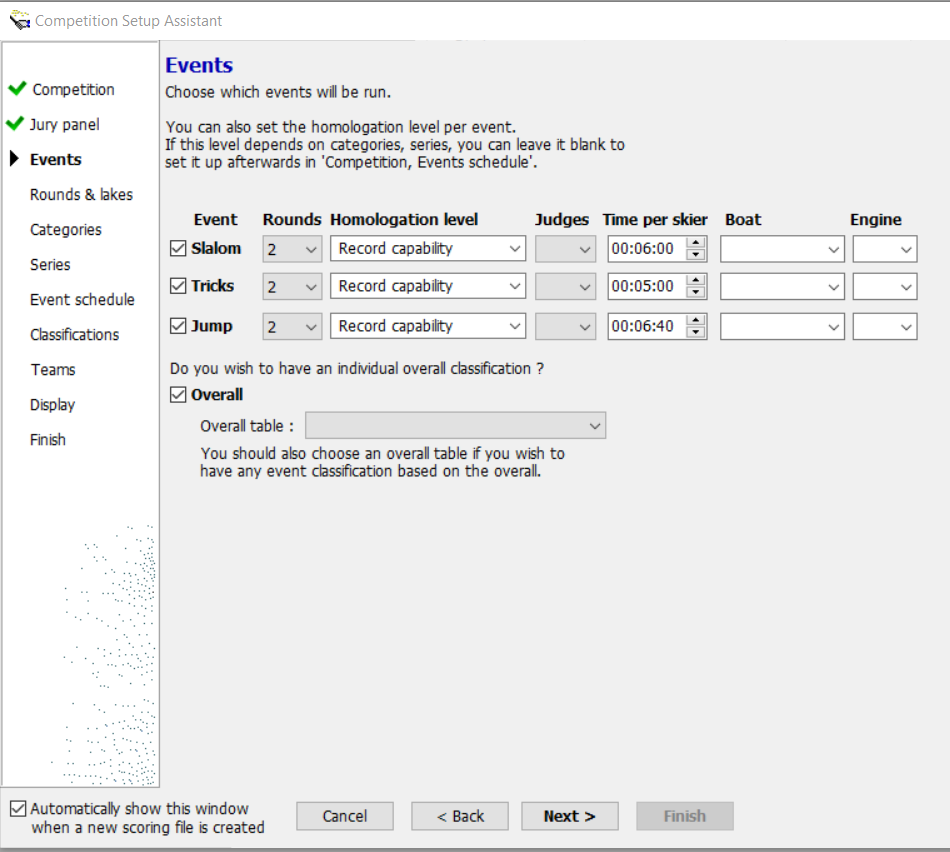 Competition Setup Assistant
Competition
Jury panel
Events
Rounds & lakes
Categories
Series
Event schedule
Classifications
Teams
Display
Finish
Events
Choose which events will be run.
You can also set the homologation level per event.
If this level depends on categories, series, you can leave it blank to
set it up afterwards in 'Competition, Events schedule'.
Event Rounds Homologation level Judges Time per skier Boat Engine
Slalom 2 Record capability 00:06:00
Tricks 2 Record capability 00:05:00
Jump 2 Record capability 00:06:40
Do you wish to have an individual overall classification ?
Overall
Overall table :
You should also choose an overall table if you wish to
have any event classification based on the overall.
Automatically show this window
when a new scoring file is created
Cancel < Back Next > Finish